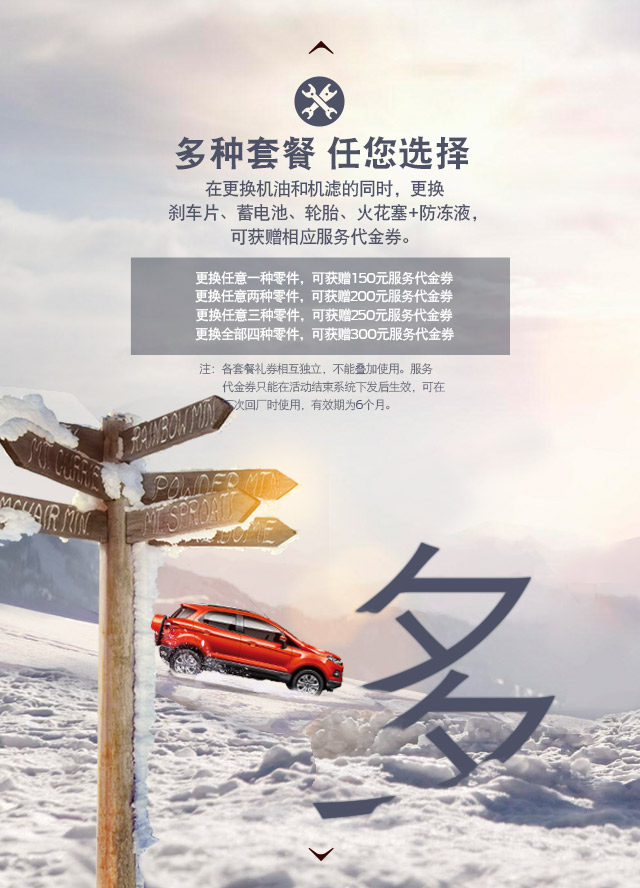 多种套餐 任您选择
在更换机油和机滤的同时，更换
刹车片、蓄电池、轮胎、火花塞+防冻液，
可获赠相应服务代金券。
更换任意一种零件，可获赠150元服务代金券
更换任意两种零件，可获赠200元服务代金券
更换任意三种零件，可获赠250元服务代金券
更换全部四种零件，可获赠300元服务代金券
注：各套餐礼券相互独立，不能叠加使用。服务
代金券只能在活动结束系统下发后生效，可在
次回厂时使用，有效期为6个月。
RAINBOW MIN
MT. CURRIE
POWDER MTN
MT. SPROATT
多